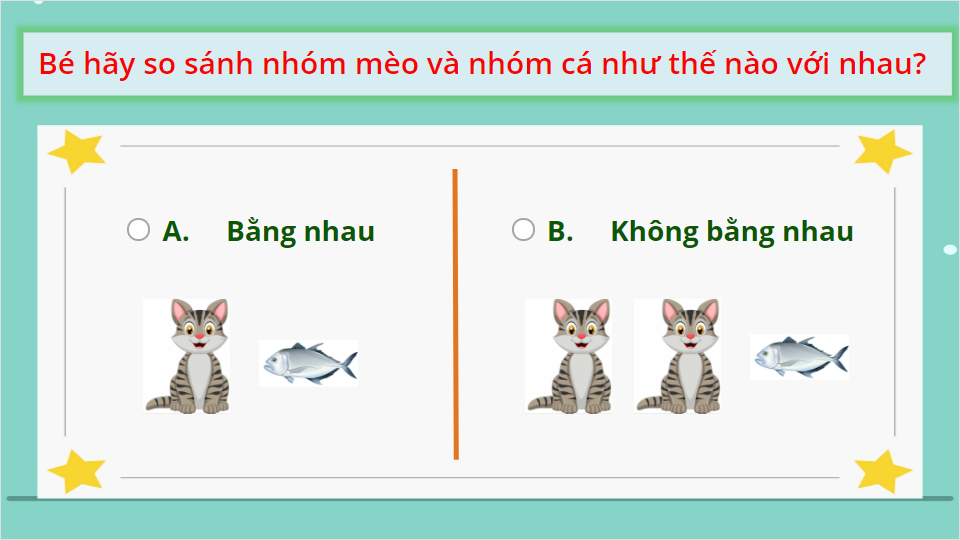 Bé hãy so sánh nhóm mèo và nhóm cá như thế nào với nhau?
A. Bằng nhau
B. Không bằng nhau